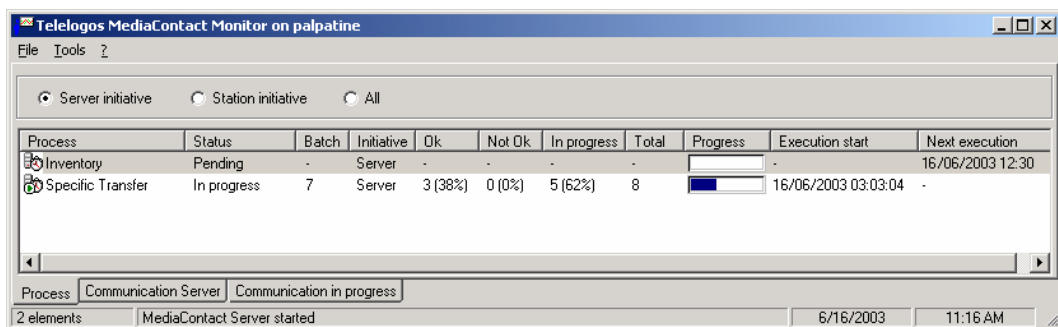 Telelogos MediaContact Monitor on palpatine
File Tools ?
Server initiative Station initiative All
Process Status Batch Initiative Ok Not Ok In progress Total Progress Execution start Next execution
Inventory Pending - Server - - - - - 16/06/2003 12:30
Specific Transfer In progress 7 Server 3 (38%) 0 (0%) 5 (62%) 8 16/06/2003 03:03:04 -
Process Communication Server Communication in progress
2 elements MediaContact Server started 6/16/2003 11:16 AM